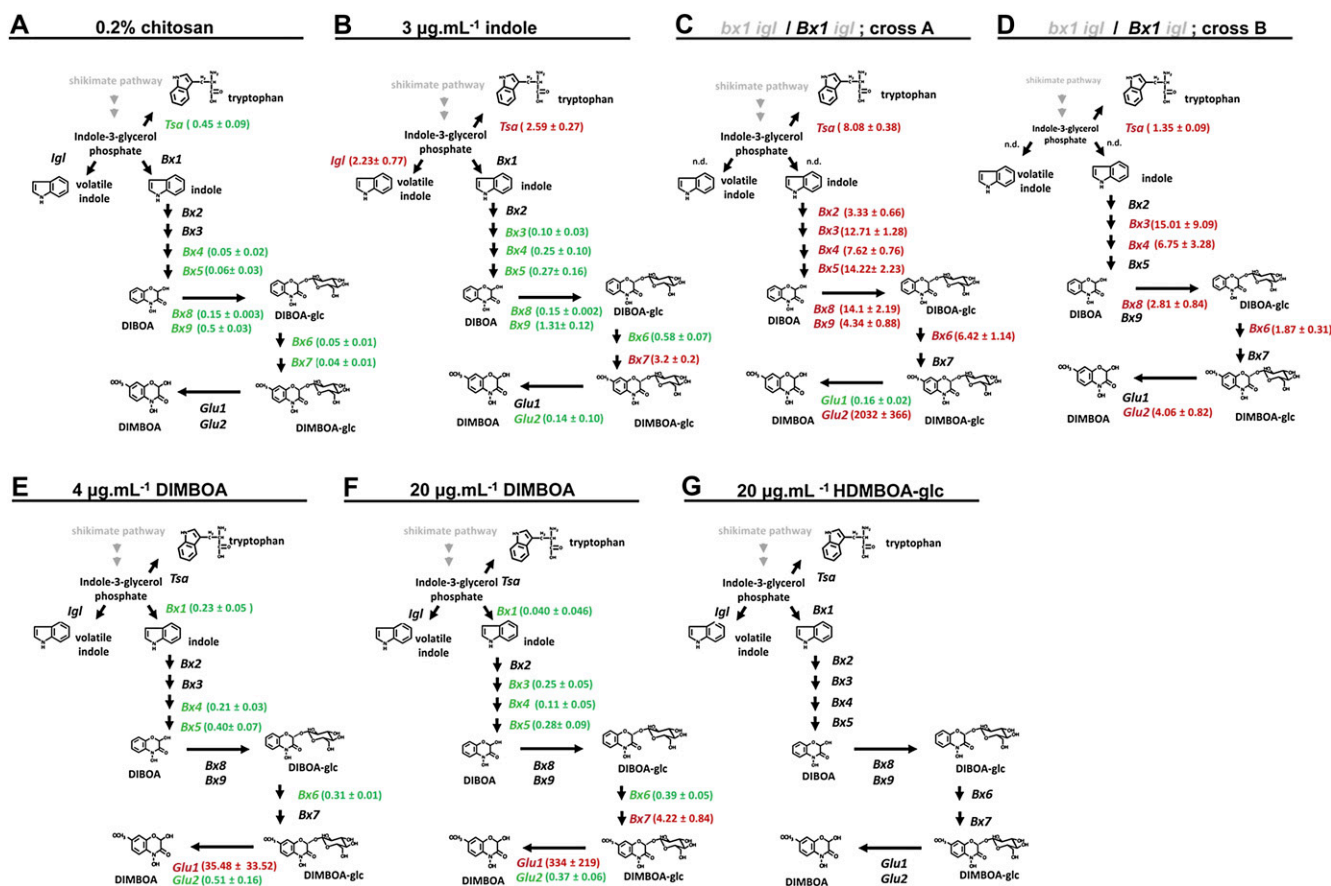 A 0.2% chitosan
shikimate pathway
tryptophan
Tsa ( 0.45 ± 0.09)
Indole-3-glycerol
phosphate
Igl
Bx1
volatile
indole
indole
Bx2
Bx3
Bx4 (0.05 ± 0.02)
Bx5 (0.06± 0.03)
DIBOA
Bx8 (0.15 ± 0.003)
Bx9 (0.5 ± 0.03)
DIBOA-glc
Bx6 (0.05 ± 0.01)
Bx7 (0.04 ± 0.01)
Glu1
Glu2
DIMBOA
DIMBOA-glc
B 3 µg.mL-1 indole
shikimate pathway
tryptophan
Tsa ( 2.59 ± 0.27)
Indole-3-glycerol
phosphate
Igl (2.23± 0.77)
Bx1
volatile
indole
indole
Bx2
Bx3 (0.10 ± 0.03)
Bx4 (0.25 ± 0.10)
Bx5 (0.27± 0.16)
DIBOA
Bx8 (0.15 ± 0.002)
Bx9 (1.31± 0.12)
DIBOA-glc
Bx6 (0.58 ± 0.07)
Bx7 (3.2 ± 0.2)
Glu1
Glu2 (0.14 ± 0.10)
DIMBOA
DIMBOA-glc
C bx1 igl / Bx1 igl ; cross A
shikimate pathway
tryptophan
Tsa ( 8.08 ± 0.38)
Indole-3-glycerol
phosphate
n.d.
n.d.
volatile
indole
indole
Bx2 (3.33 ± 0.66)
Bx3 (12.71 ± 1.28)
Bx4 (7.62 ± 0.76)
Bx5 (14.22± 2.23)
DIBOA
Bx8 (14.1 ± 2.19)
Bx9 (4.34 ± 0.88)
DIBOA-glc
Bx6 (6.42 ± 1.14)
Bx7
Glu1 (0.16 ± 0.02)
Glu2 (2032 ± 366)
DIMBOA
DIMBOA-glc
D bx1 igl / Bx1 igl ; cross B
shikimate pathway
tryptophan
Tsa ( 1.35 ± 0.09)
Indole-3-glycerol
phosphate
n.d.
n.d.
volatile
indole
indole
Bx2
Bx3 (15.01 ± 9.09)
Bx4 (6.75 ± 3.28)
Bx5
DIBOA
Bx8 (2.81 ± 0.84)
Bx9
DIBOA-glc
Bx6 (1.87 ± 0.31)
Bx7
Glu1
Glu2 (4.06 ± 0.82)
DIMBOA
DIMBOA-glc
E 4 µg.mL-1 DIMBOA
shikimate pathway
tryptophan
Tsa
Indole-3-glycerol
phosphate
Igl
Bx1 (0.23 ± 0.05 )
volatile
indole
indole
Bx2
Bx3
Bx4 (0.21 ± 0.03)
Bx5 (0.40± 0.07)
DIBOA
Bx8
Bx9
DIBOA-glc
Bx6 (0.31 ± 0.01)
Bx7
Glu1 (35.48 ± 33.52)
Glu2 (0.51 ± 0.16)
DIMBOA
DIMBOA-glc
F 20 µg.mL-1 DIMBOA
shikimate pathway
tryptophan
Tsa
Indole-3-glycerol
phosphate
Igl
Bx1 (0.040 ± 0.046)
volatile
indole
indole
Bx2
Bx3 (0.25 ± 0.05)
Bx4 (0.11 ± 0.05)
Bx5 (0.28± 0.09)
DIBOA
Bx8
Bx9
DIBOA-glc
Bx6 (0.39 ± 0.05)
Bx7 (4.22 ± 0.84)
Glu1 (334 ± 219)
Glu2 (0.37 ± 0.06)
DIMBOA
DIMBOA-glc
G 20 µg.mL -1 HDMBOA-glc
shikimate pathway
tryptophan
Tsa
Indole-3-glycerol
phosphate
Igl
Bx1
volatile
indole
indole
Bx2
Bx3
Bx4
Bx5
DIBOA
Bx8
Bx9
DIBOA-glc
Bx6
Bx7
Glu1
Glu2
DIMBOA
DIMBOA-glc